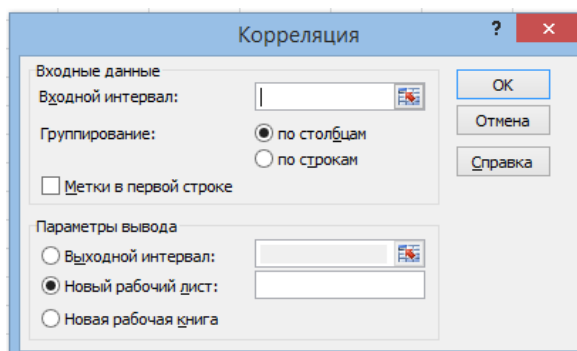 Корреляция
?
×
Входные данные
Входной интервал:
Группирование:
по столбцам
по строкам
Метки в первой строке
OK
Отмена
Справка
Параметры вывода
Выходной интервал:
Новый рабочий лист:
Новая рабочая книга